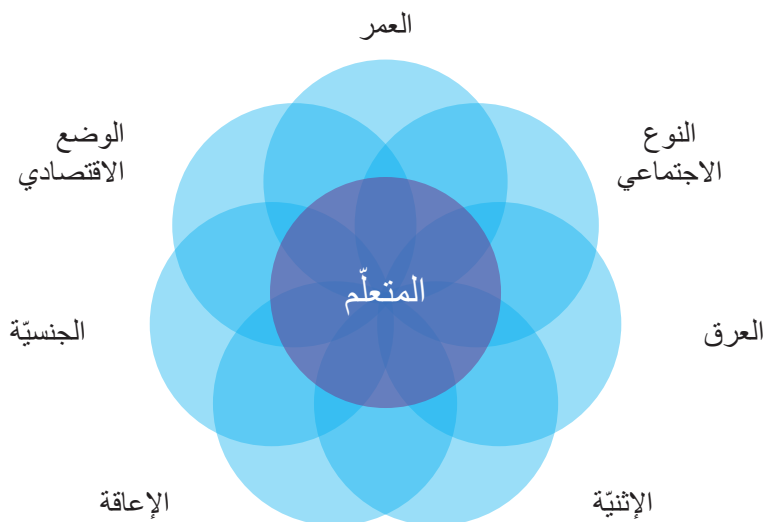 العمر
النوع
الاجتماعي
الوضع
الاقتصادي
المتعلّم
العرق
الجنسيّة
الإثنيّة
الإعاقة